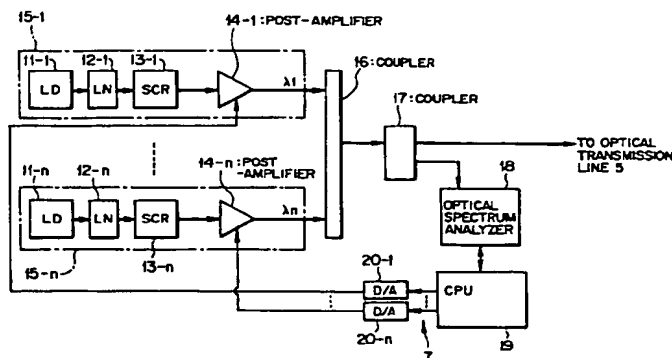 15-1
14-1:POST-AMPLIFIER
11-1
12-1
13-1
LD
LN
SCR
λ1
16:COUPLER
17:COUPLER
TO OPTICAL
TRANSMISSION
LINE 5
14-n:POST
-AMPLIFIER
11-n
12-n
LD
LN
SCR
λn
13-n
15-n
18
OPTICAL
SPECTRUM
ANALYZER
20-1
D/A
D/A
20-n
CPU
7
19